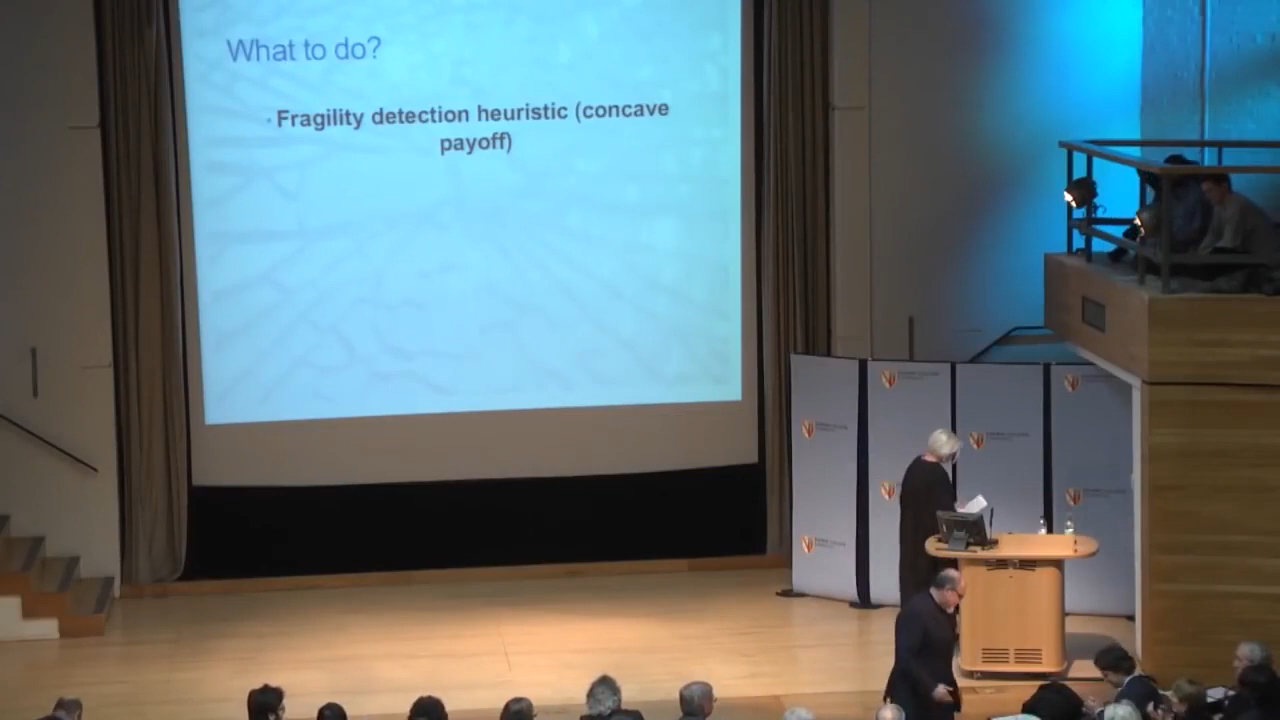 What to do?
· Fragility detection heuristic (concave
payoff)